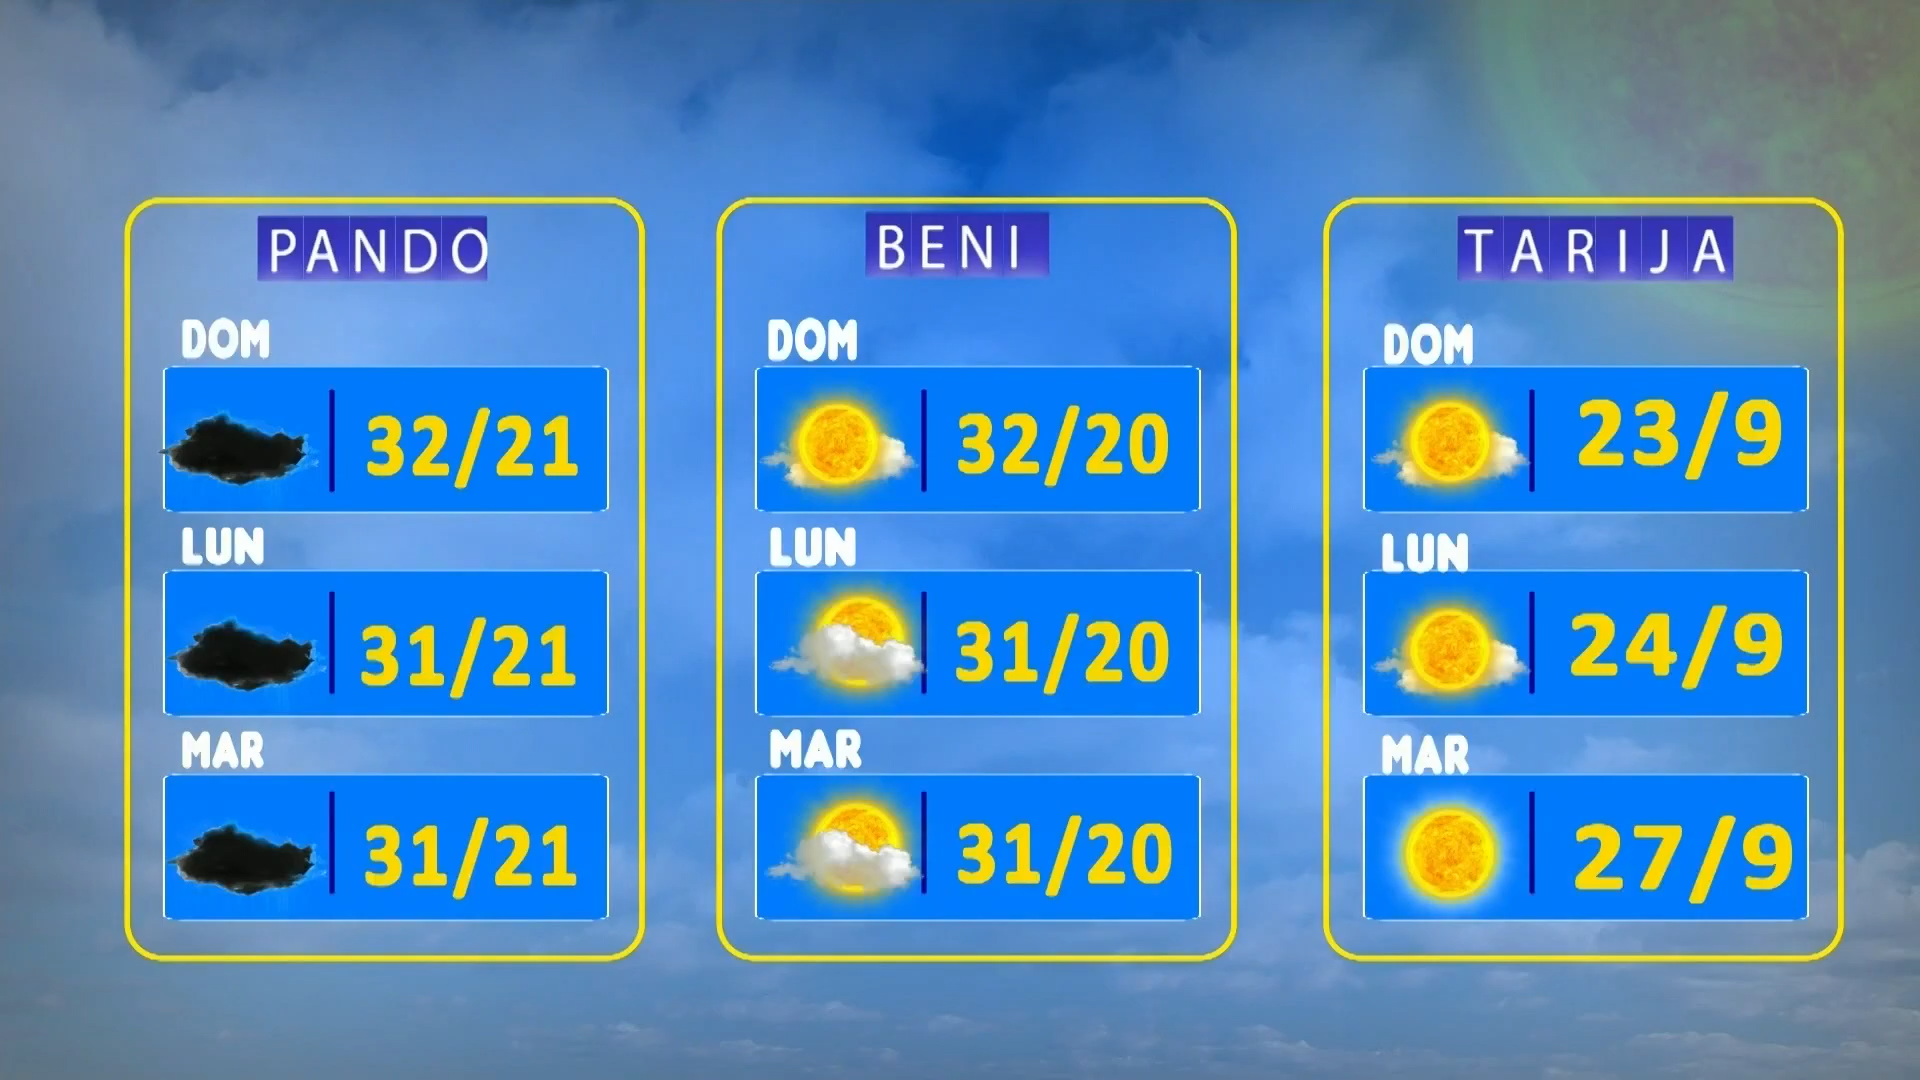 PANDO
DOM
32/21
LUN
31/21
MAR
31/21
BENI
DOM
32/20
LUN
31/20
MAR
31/20
TARIJA
DOM
23/9
LUN
24/9
MAR
27/9